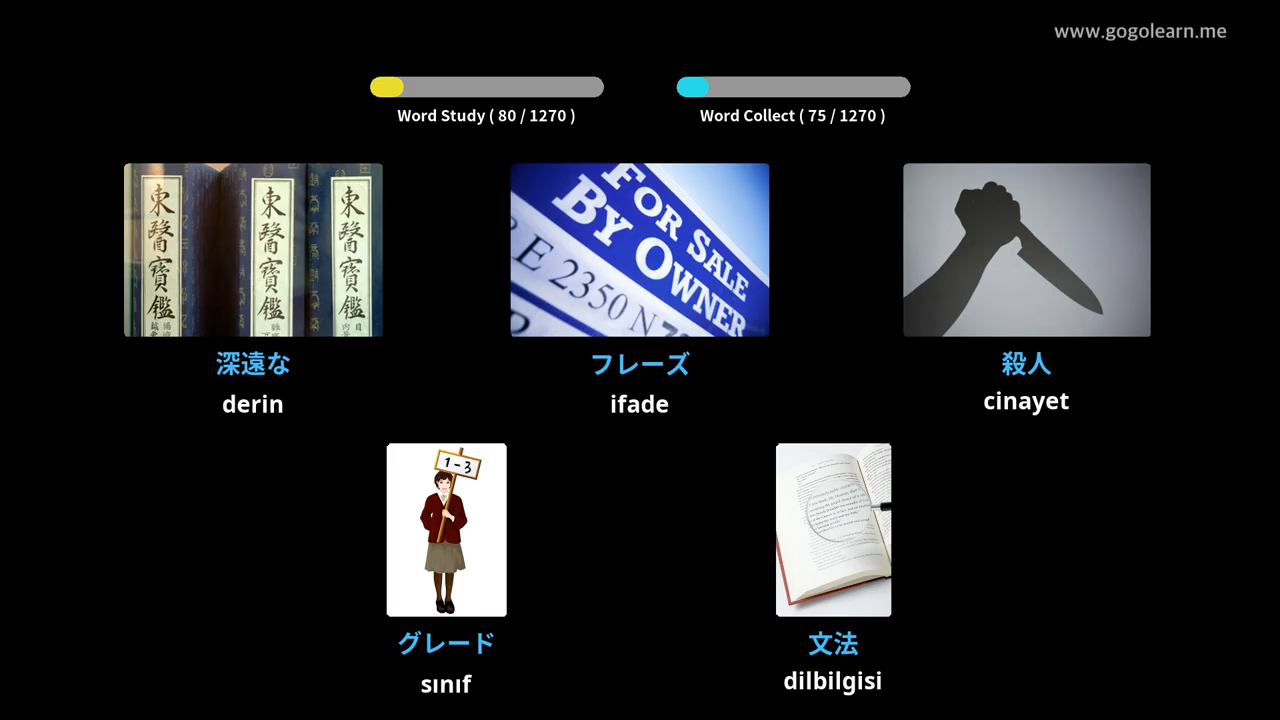 www.gogolearn.me
Word Study ( 80 / 1270 )
Word Collect ( 75 / 1270 )
東醫寶鑑
東醫寶鑑
東醫寶鑑
FOR SALE
BY OWNER
E 2350 N
深遠な
derin
フレーズ
ifade
殺人
cinayet
1-3
グレード
sınıf
文法
dilbilgisi